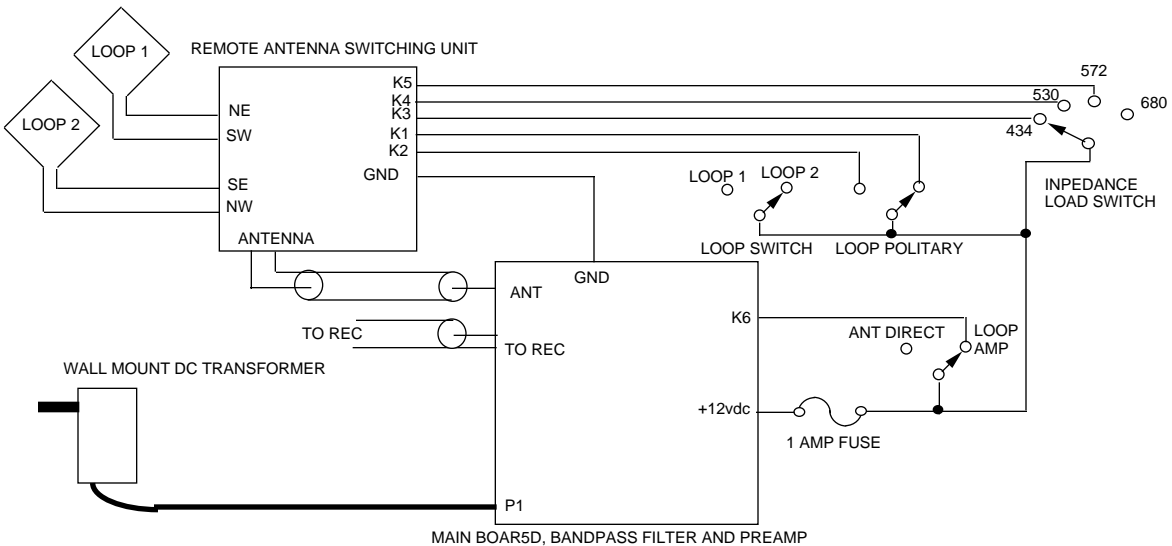 LOOP 1
REMOTE ANTENNA SWITCHING UNIT
K5
572
K4
530
680
NE
K3
434
LOOP 2
SW
K1
K2
GND
LOOP 1
LOOP 2
INPEDANCE
LOAD SWITCH
SE
NW
ANTENNA
LOOP SWITCH
LOOP POLITARY
GND
ANT
K6
TO REC
TO REC
ANT DIRECT
LOOP
AMP
WALL MOUNT DC TRANSFORMER
+12vdc
1 AMP FUSE
P1
MAIN BOAR5D, BANDPASS FILTER AND PREAMP